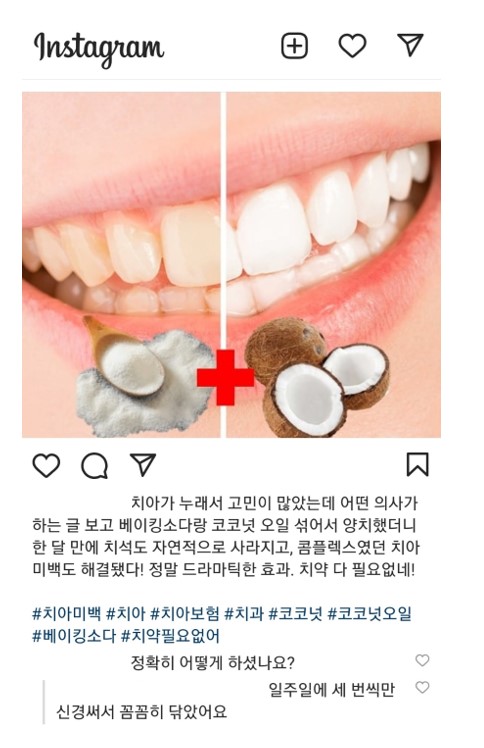 Instagram
치아가 누래서 고민이 많았는데 어떤 의사가
하는 글 보고 베이킹소다랑 코코넛 오일 섞어서 양치했더니
한 달 만에 치석도 자연적으로 사라지고, 콤플렉스였던 치아
미백도 해결됐다! 정말 드라마틱한 효과. 치약 다 필요없네!
#치아미백 #치아 #치아보험 #치과 #코코넛 #코코넛오일
#베이킹소다 #치약필요없어
정확히 어떻게 하셨나요?
일주일에 세 번씩만
신경써서 꼼꼼히 닦았어요